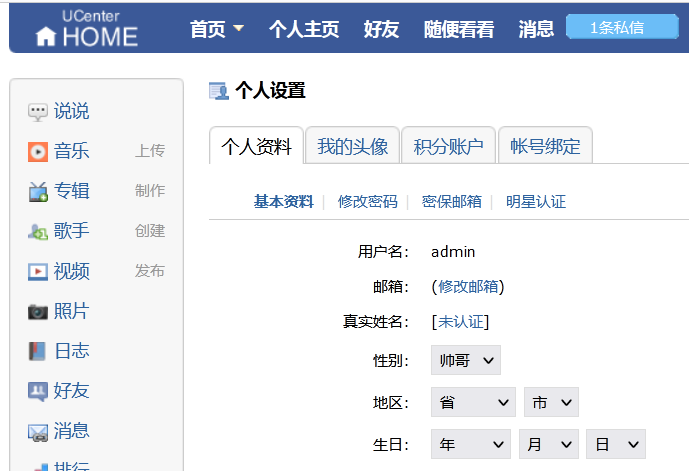 UCenter
HOME
首页 个人主页 好友 随便看看 消息 1条私信
说说
音乐 上传
专辑 制作
歌手 创建
视频 发布
照片
日志
好友
消息
排行
个人设置
个人资料 我的头像 积分账户 帐号绑定
基本资料 | 修改密码 | 密保邮箱 | 明星认证
用户名: admin
邮箱: (修改邮箱)
真实姓名: [未认证]
性别: 帅哥
地区: 省 市
生日: 年 月 日